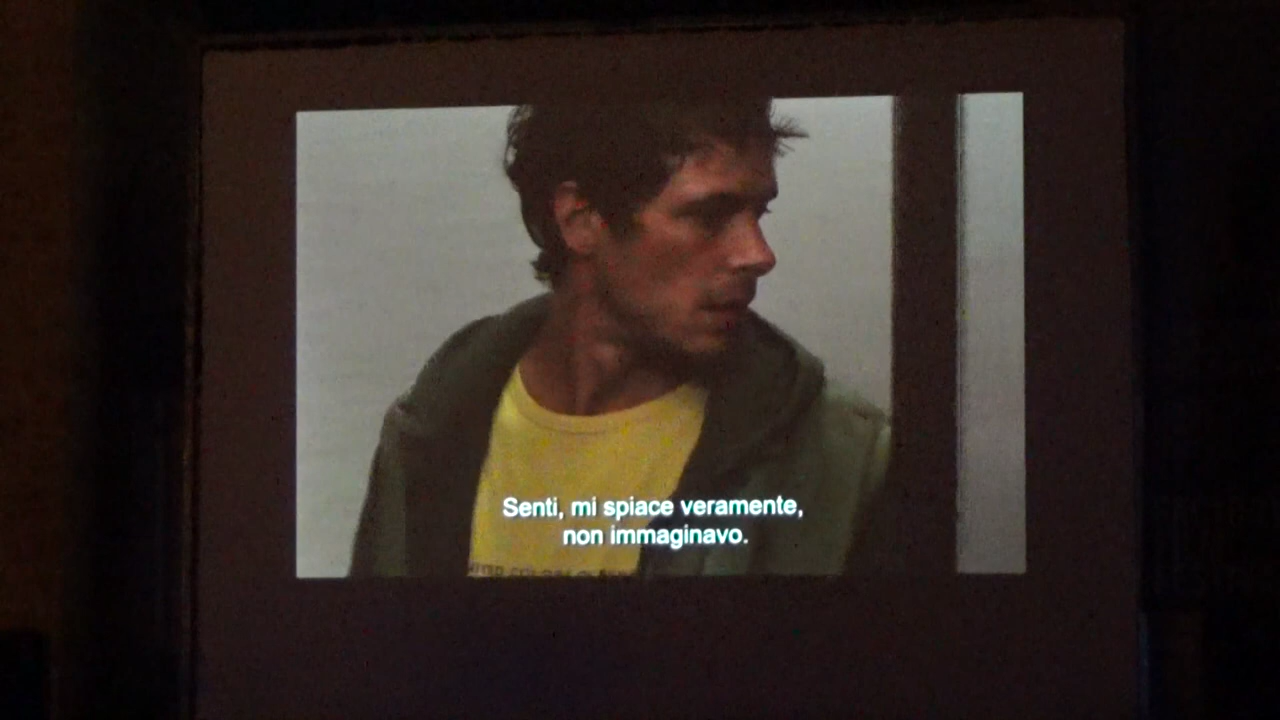 Senti, mi spiace veramente,
non immaginavo.